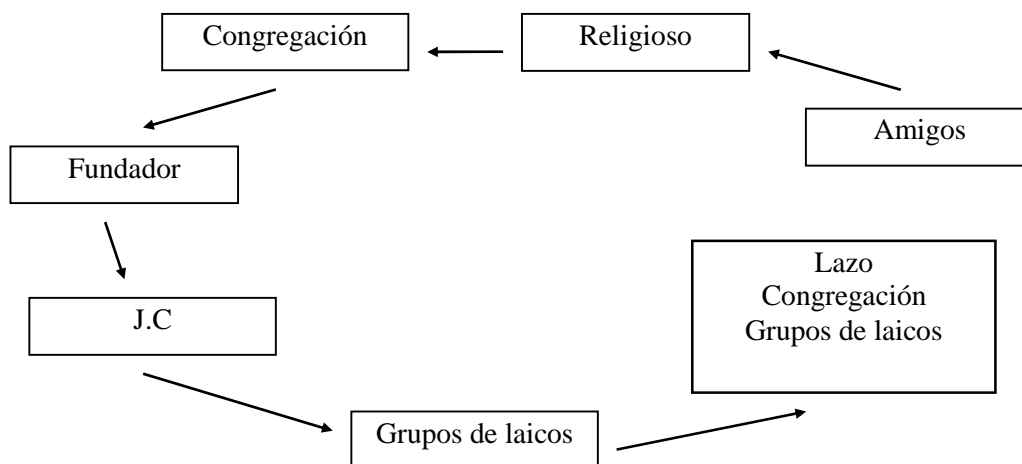 Congregación
Religioso
Amigos
Fundador
Lazo
Congregación
Grupos de laicos
J.C
Grupos de laicos